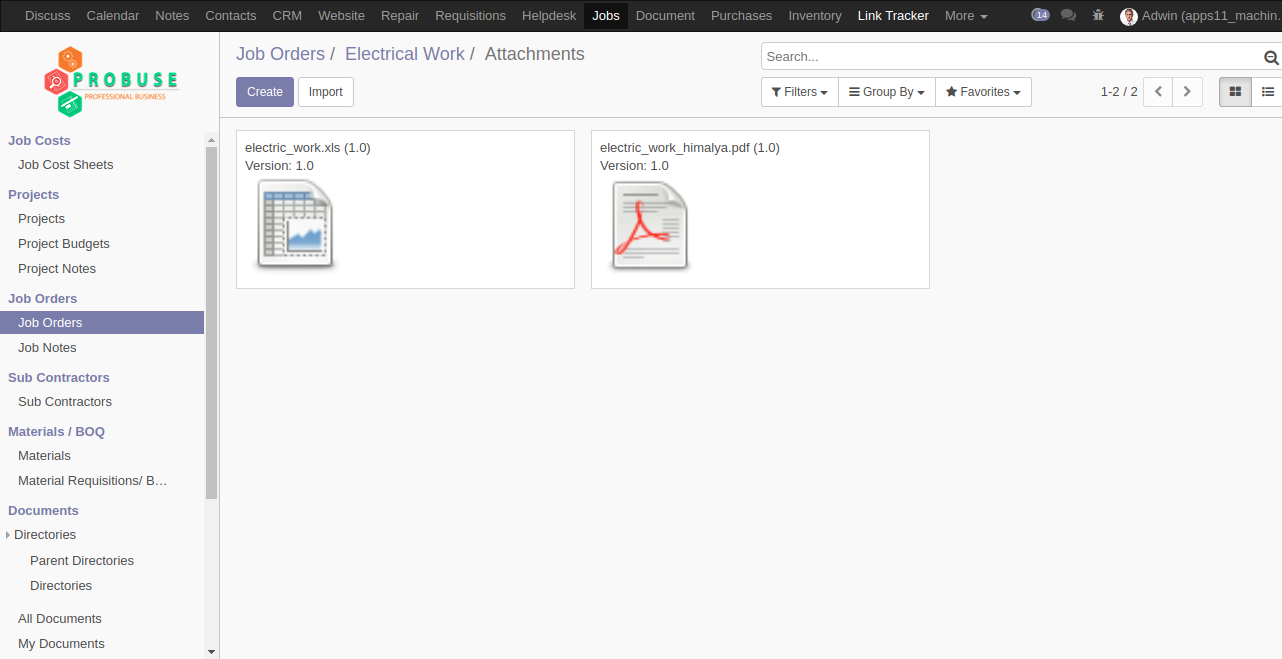 Discuss Calendar Notes Contacts CRM Website Repair Requisitions Helpdesk Jobs Document Purchases Inventory Link Tracker More 14 Adwin (apps11_machin.
PROBUSE
PROFESSIONAL BUSINESS
Job Costs
Job Cost Sheets
Projects
Projects
Project Budgets
Project Notes
Job Orders
Job Orders
Job Notes
Sub Contractors
Sub Contractors
Materials / BOQ
Materials
Material Requisitions/ B…
Documents
Directories
Parent Directories
Directories
All Documents
My Documents
Job Orders / Electrical Work / Attachments
Search...
Create Import
Filters Group By Favorites 1-2 / 2
electric_work.xls (1.0)
Version: 1.0
electric_work_himalya.pdf (1.0)
Version: 1.0